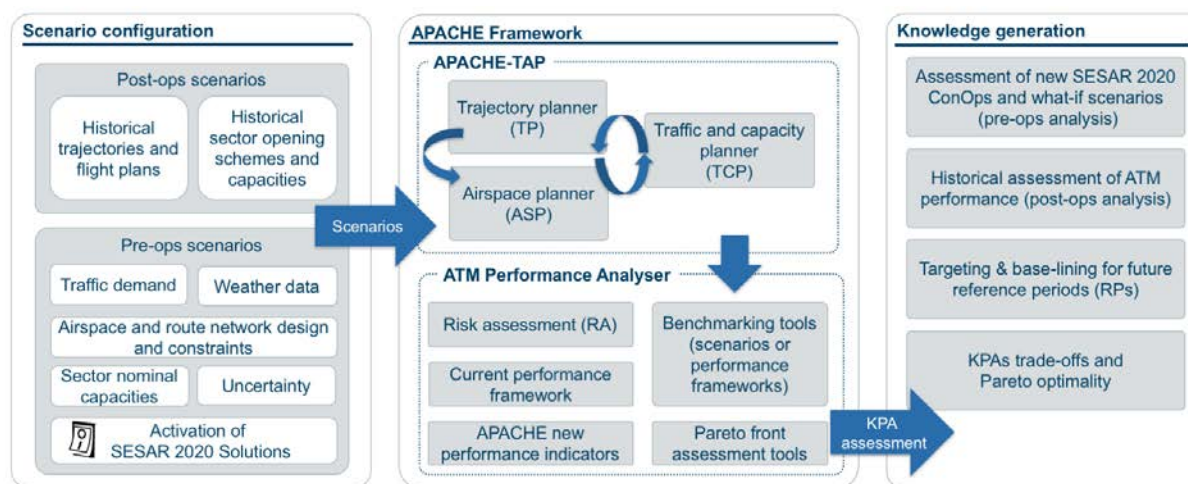 Scenario configuration
Post-ops scenarios
Historical
trajectories and
flight plans
Historical
sector opening
schemes and
capacities
Pre-ops scenarios
Traffic demand
Weather data
Airspace and route network design
and constraints
Sector nominal
capacities
Uncertainty
Activation of
SESAR 2020 Solutions
Scenarios
APACHE Framework
APACHE-TAP
Trajectory planner
(TP)
Traffic and capacity
planner
(TCP)
Airspace planner
(ASP)
ATM Performance Analyser
Risk assessment (RA)
Current performance
framework
APACHE new
performance indicators
Benchmarking tools
(scenarios or
performance
frameworks)
Pareto front
assessment tools
KPA
assessment
Knowledge generation
Assessment of new SESAR 2020
ConOps and what-if scenarios
(pre-ops analysis)
Historical assessment of ATM
performance (post-ops analysis)
Targeting & base-lining for future
reference periods (RPs)
KPAs trade-offs and
Pareto optimality